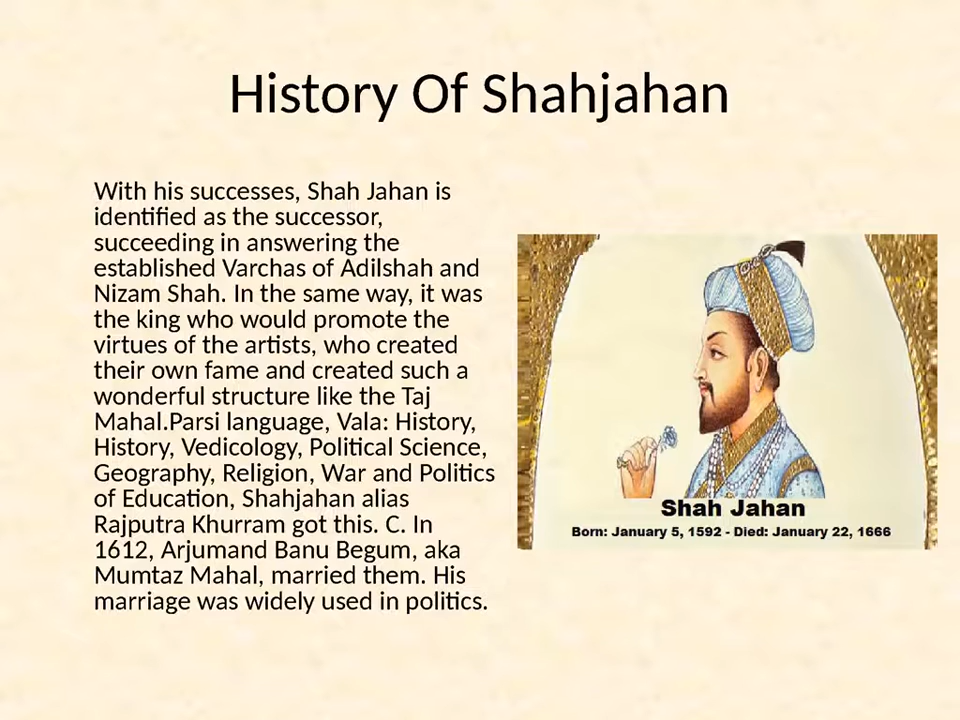 History Of Shahjahan
With his successes, Shah Jahan is
identified as the successor,
succeeding in answering the
established Varchas of Adilshah and
Nizam Shah. In the same way, it was
the king who would promote the
virtues of the artists, who created
their own fame and created such a
wonderful structure like the Taj
Mahal.Parsi language, Vala: History,
History, Vedicology, Political Science,
Geography, Religion, War and Politics
of Education, Shahjahan alias
Rajputra Khurram got this. C. In
1612, Arjumand Banu Begum, aka
Mumtaz Mahal, married them. His
marriage was widely used in politics.
Shah Jahan
Born: January 5, 1592 - Died: January 22, 1666